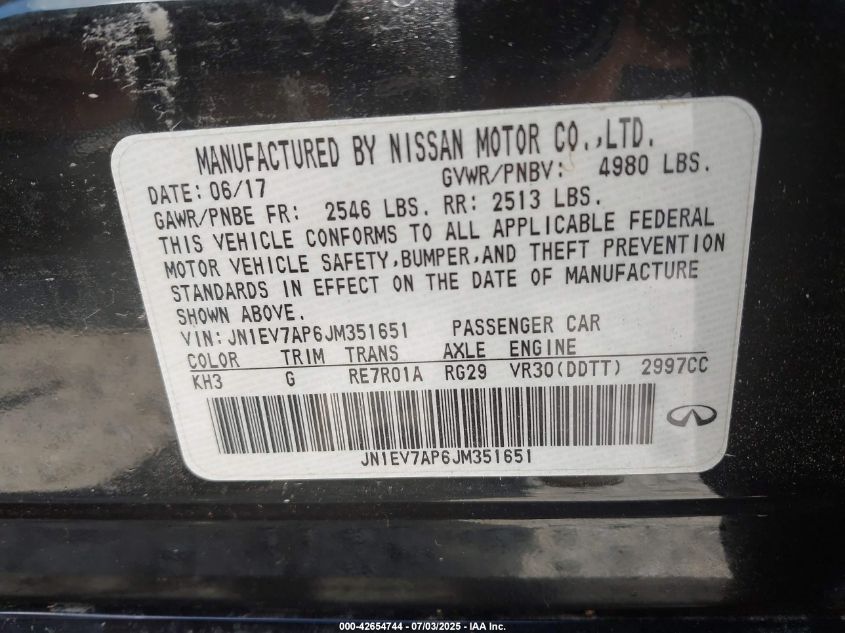 MANUFACTURED BY NISSAN MOTOR CO.,LTD.
DATE: 06/17 GVWR/PNBV: 4980 LBS.
GAWR/PNBE FR: 2546 LBS. RR: 2513 LBS.
THIS VEHICLE CONFORMS TO ALL APPLICABLE FEDERAL
MOTOR VEHICLE SAFETY,BUMPER,AND THEFT PREVENTION
STANDARDS IN EFFECT ON THE DATE OF MANUFACTURE
SHOWN ABOVE.
VIN:JN1EV7AP6JM351651 PASSENGER CAR
COLOR TRIM TRANS AXLE ENGINE
KH3 G RE7R01A RG29 VR30(DDTT) 2997CC
JN1EV7AP6JM351651
000-42654744 - 07/03/2025 - IAA Inc.